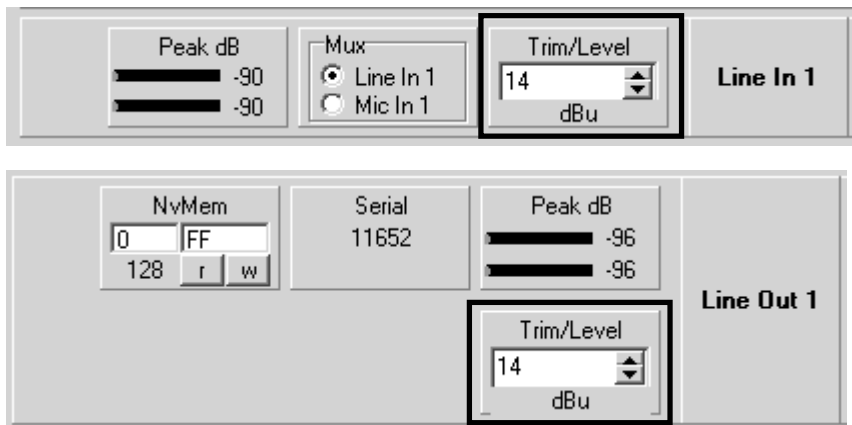 Peak dB
-90
-90
Mux
Line In 1
Mic In 1
Trim/Level
14
dBu
Line In 1
NvMem
0 FF
128 r w
Serial
11652
Peak dB
-96
-96
Trim/Level
14
dBu
Line Out 1